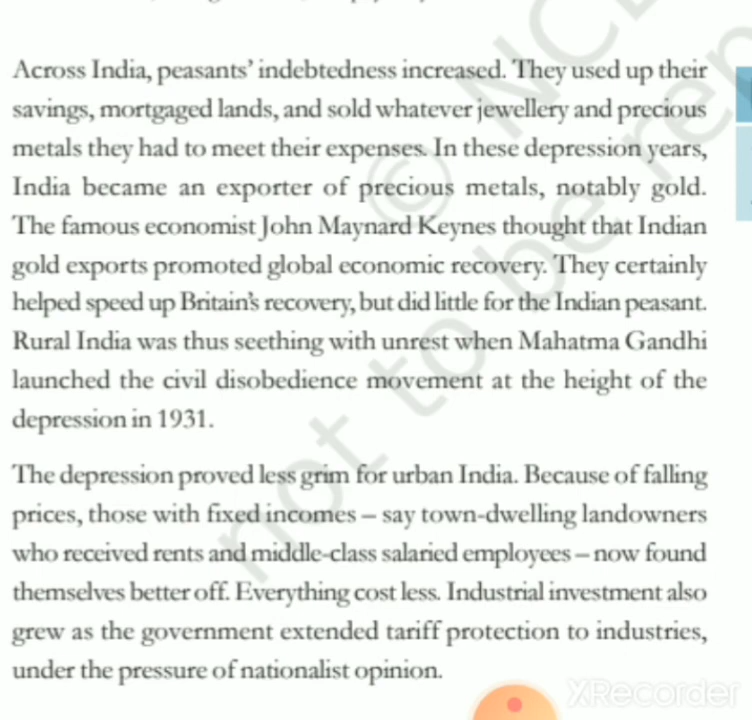 Across India, peasants' indebtedness increased. They used up their
savings, mortgaged lands, and sold whatever jewellery and precious
metals they had to meet their expenses. In these depression years,
India became an exporter of precious metals, notably gold.
The famous economist John Maynard Keynes thought that Indian
gold exports promoted global economic recovery. They certainly
helped speed up Britain's recovery, but did little for the Indian peasant.
Rural India was thus seething with unrest when Mahatma Gandhi
launched the civil disobedience movement at the height of the
depression in 1931.
The depression proved less grim for urban India. Because of falling
prices, those with fixed incomes – say town-dwelling landowners
who received rents and middle-class salaried employees – now found
themselves better off. Everything cost less. Industrial investment also
grew as the government extended tariff protection to industries,
under the pressure of nationalist opinion.
© NCE
not to be rep
XRecorder